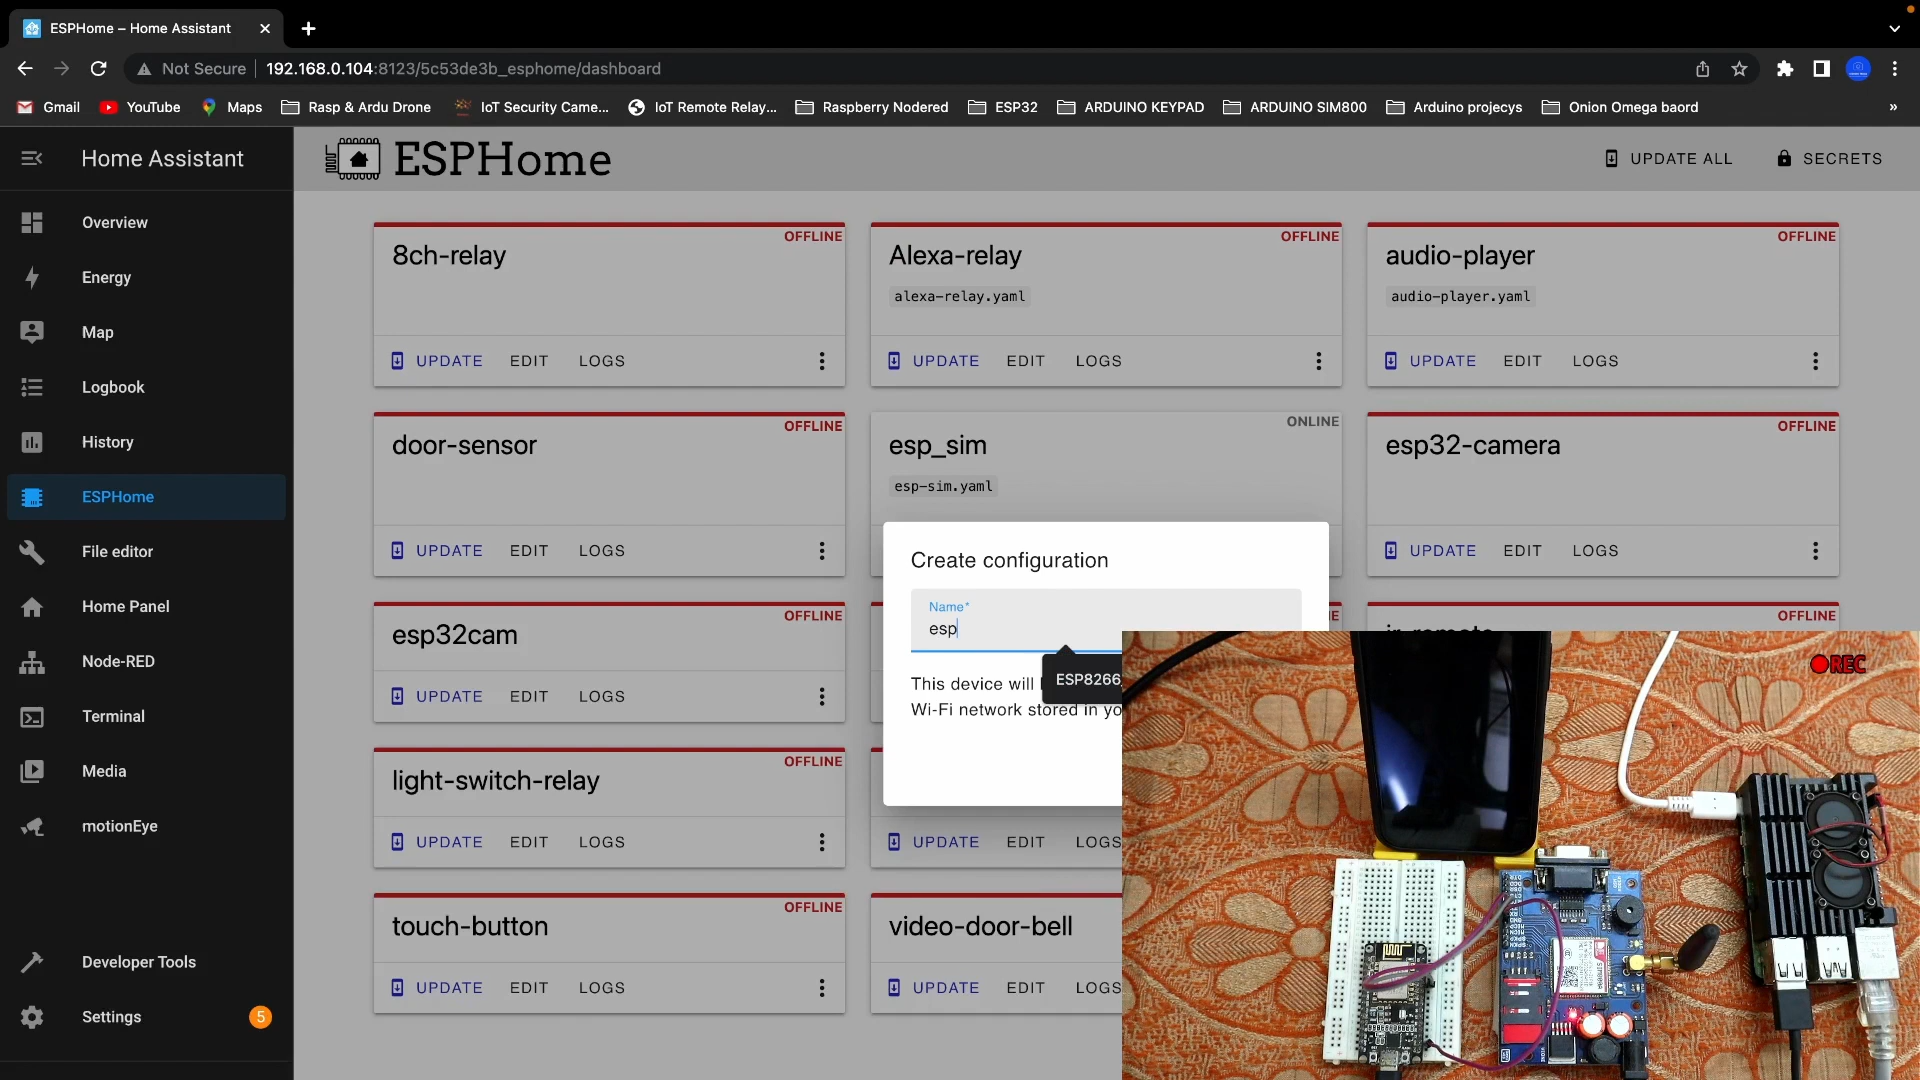 ESPHome – Home Assistant
Not Secure
192.168.0.104:8123/5c53de3b_esphome/dashboard
Gmail
YouTube
Maps
Rasp & Ardu Drone
IoT Security Came...
IoT Remote Relay...
Raspberry Nodered
ESP32
ARDUINO KEYPAD
ARDUINO SIM800
Arduino projecys
Onion Omega baord
»
Home Assistant
Overview
Energy
Map
Logbook
History
ESPHome
File editor
Home Panel
Node-RED
Terminal
Media
motionEye
Developer Tools
Settings
5
ESPHome
UPDATE ALL
SECRETS
OFFLINE
8ch-relay
UPDATE EDIT LOGS
OFFLINE
Alexa-relay
alexa-relay.yaml
UPDATE EDIT LOGS
OFFLINE
audio-player
audio-player.yaml
UPDATE EDIT LOGS
OFFLINE
door-sensor
UPDATE EDIT LOGS
ONLINE
esp_sim
esp-sim.yaml
OFFLINE
esp32-camera
UPDATE EDIT LOGS
OFFLINE
esp32cam
UPDATE EDIT LOGS
OFFLINE
Create configuration
Name*
esp
ESP8266
This device will
Wi-Fi network stored in yo
OFFLINE
light-switch-relay
UPDATE EDIT LOGS
UPDATE EDIT LOGS
OFFLINE
touch-button
UPDATE EDIT LOGS
video-door-bell
UPDATE EDIT LOGS
REC